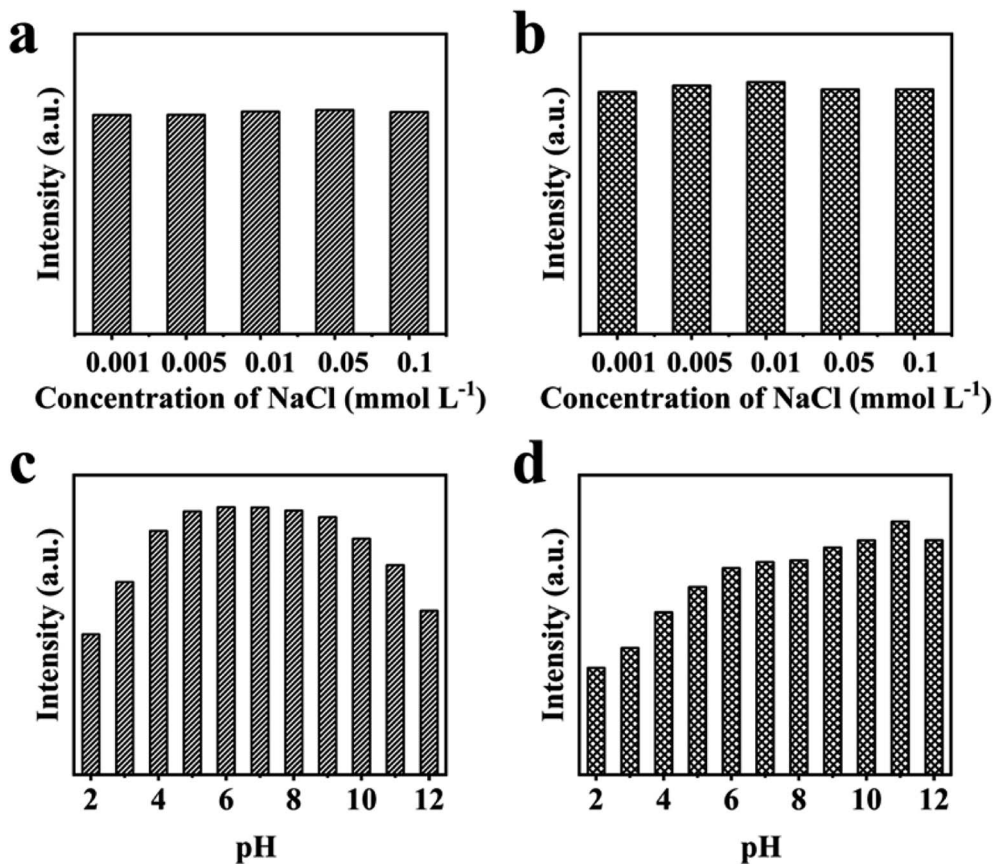 a
Intensity (a.u.)
0.001 0.005 0.01 0.05 0.1
Concentration of NaCl (mmol L⁻¹)
b
Intensity (a.u.)
0.001 0.005 0.01 0.05 0.1
Concentration of NaCl (mmol L⁻¹)
c
Intensity (a.u.)
2 4 6 8 10 12
pH
d
Intensity (a.u.)
2 4 6 8 10 12
pH